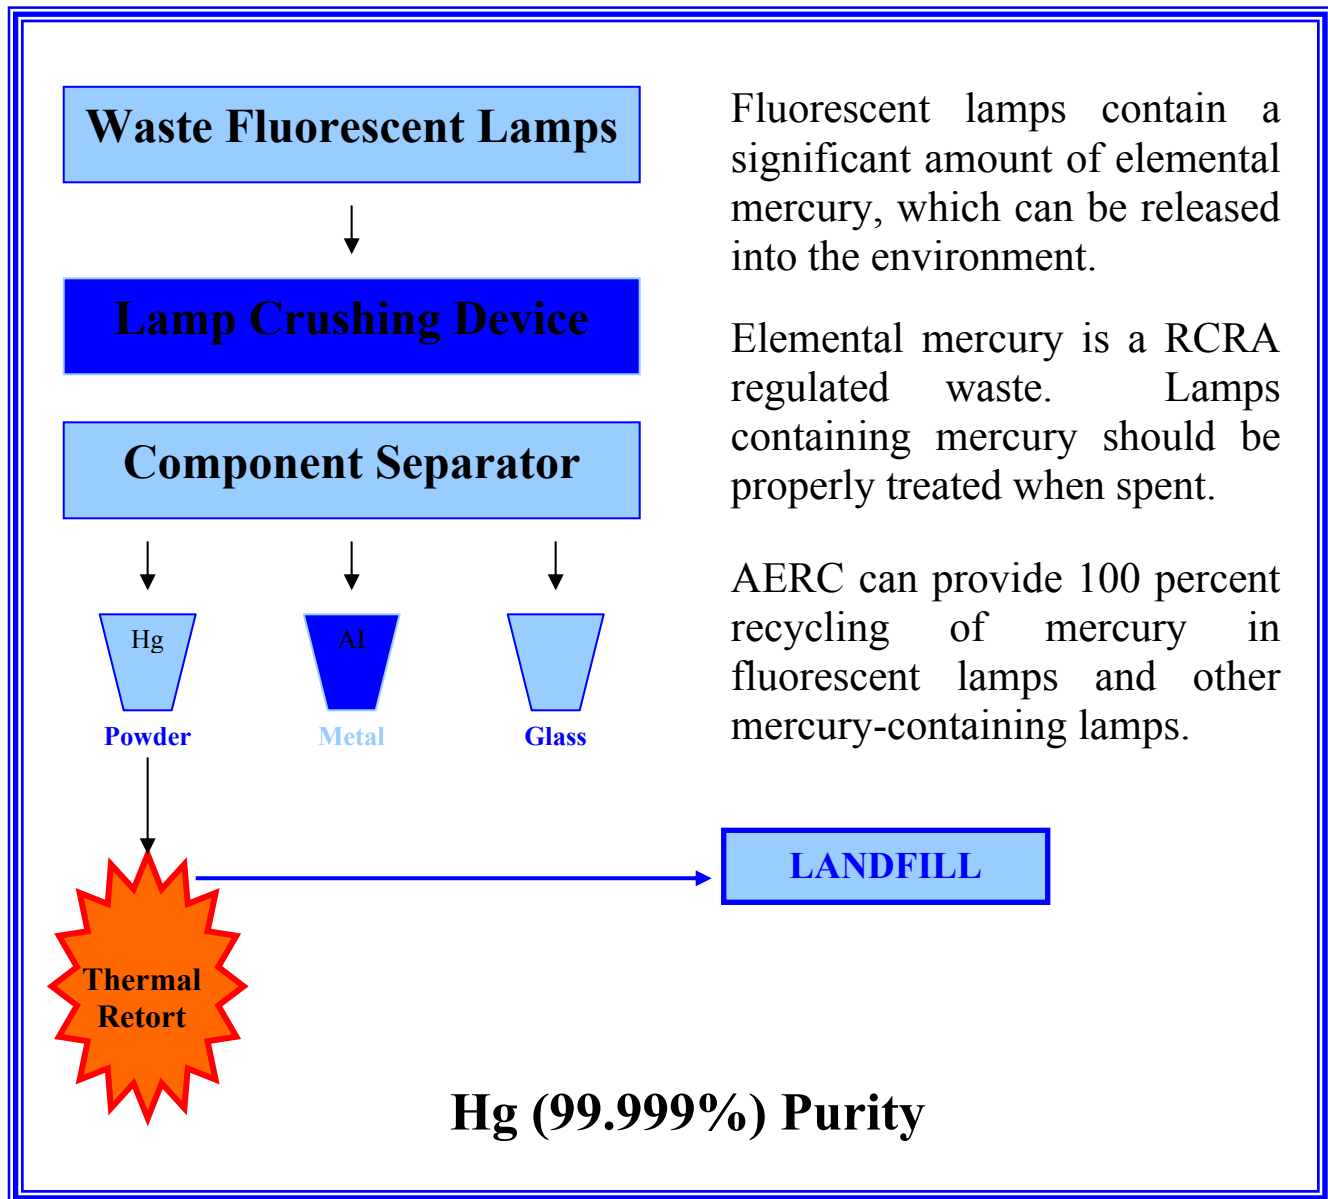 Waste Fluorescent Lamps
Lamp Crushing Device
Component Separator
Hg
Al
Powder
Metal
Glass
Fluorescent lamps contain a
significant amount of elemental
mercury, which can be released
into the environment.
Elemental mercury is a RCRA
regulated waste. Lamps
containing mercury should be
properly treated when spent.
AERC can provide 100 percent
recycling of mercury in
fluorescent lamps and other
mercury-containing lamps.
LANDFILL
Thermal
Retort
Hg (99.999%) Purity